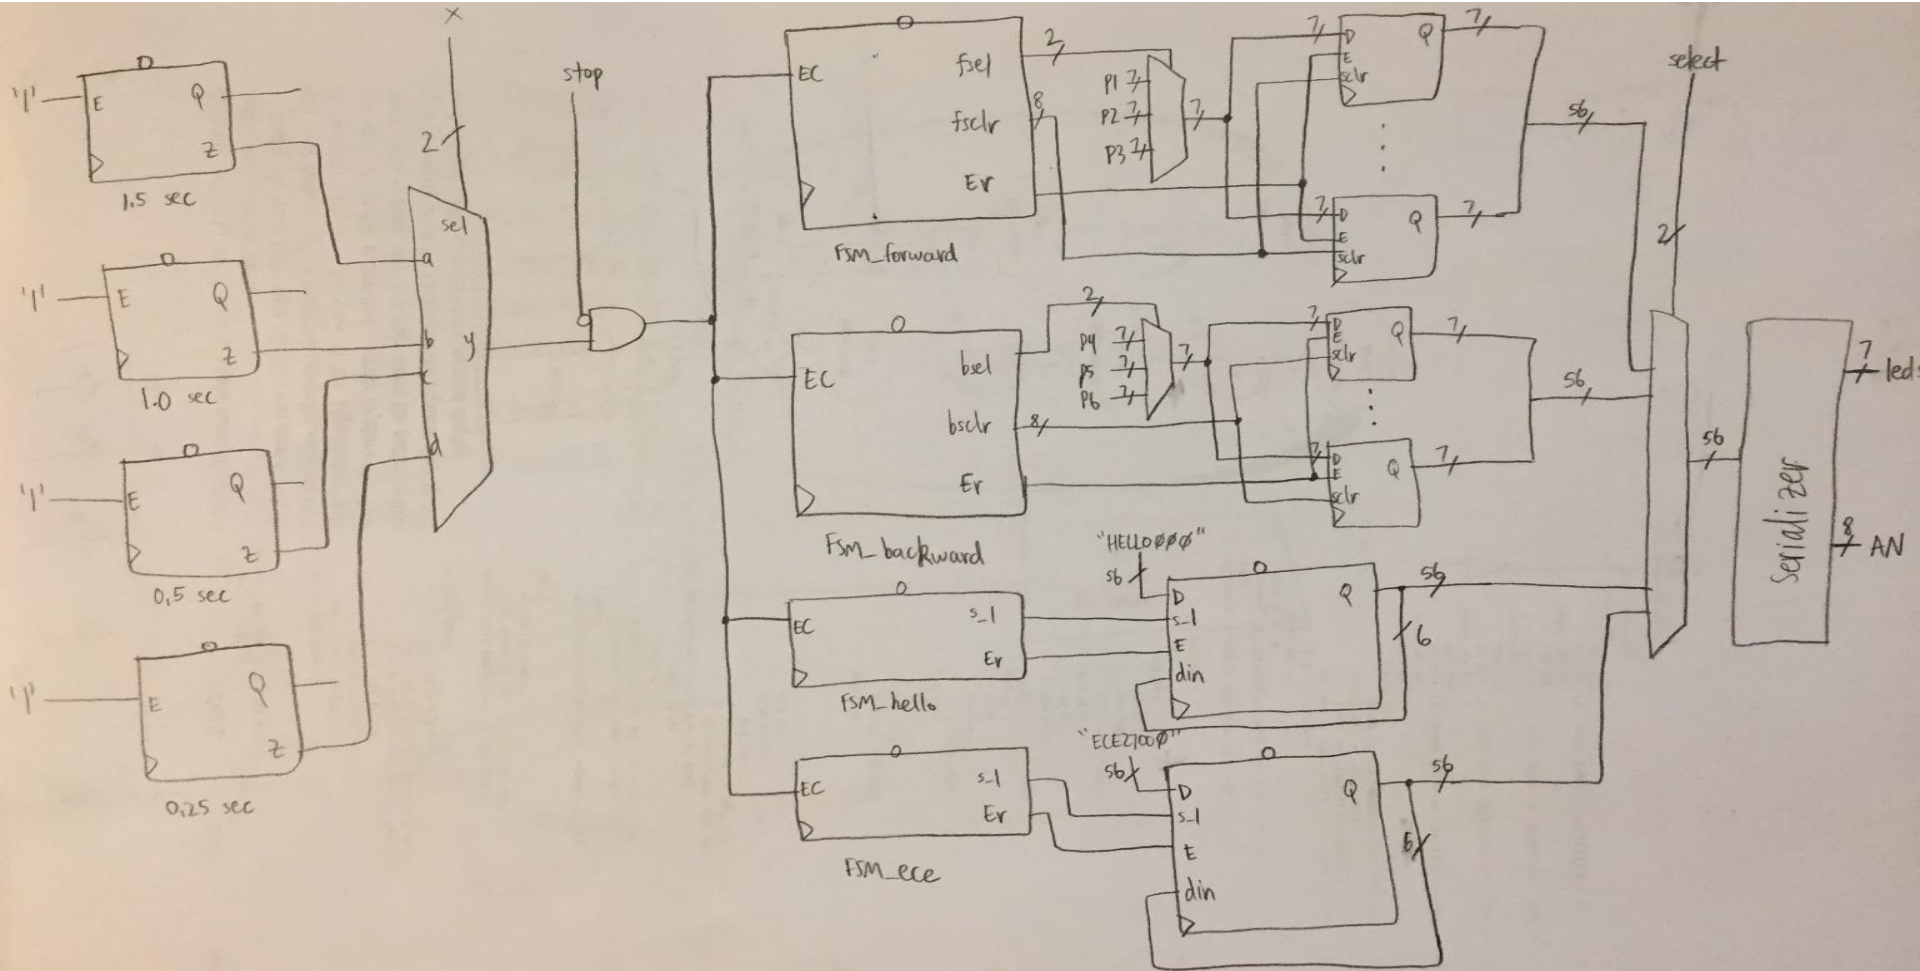 X
2
stop
select
2
'1'
E
Q
Z
1.5 sec
'1'
E
Q
Z
1.0 sec
'1'
E
Q
Z
0,5 sec
'1'
E
Q
Z
0.25 sec
sel
a
b
c
d
y
EC
fsel
fsclr
Er
FSM_forward
2
8
P1 7
P2 7
P3 7
7
7
D
E
sclr
Q
7
7
D
E
sclr
Q
7
56
EC
bsel
bsclr
Er
FSM_backward
2
8
P4 7
P5 7
P6 7
7
7
D
E
sclr
Q
7
7
D
E
sclr
Q
7
56
EC
s_1
Er
FSM_hello
"HELLOØØØ"
56
D
s_1
E
din
Q
56
6
EC
s_1
Er
FSM_ece
"ECE2700Ø"
56
D
s_1
E
din
Q
56
6
56
serializer
7
leds
8
AN